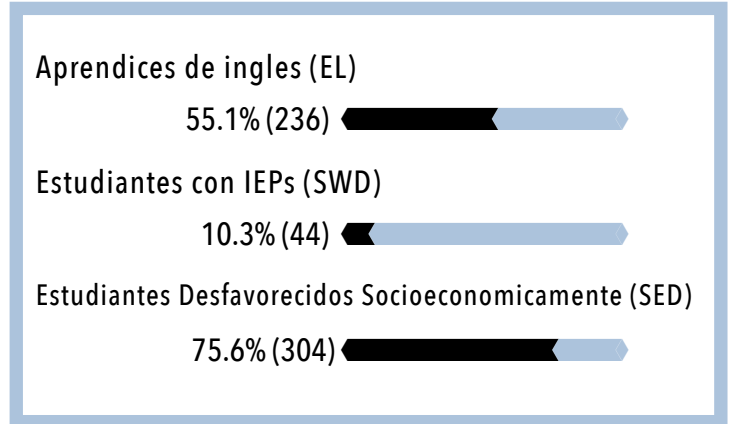 Aprendices de ingles (EL)
55.1% (236)
Estudiantes con IEPs (SWD)
10.3% (44)
Estudiantes Desfavorecidos Socioeconomicamente (SED)
75.6% (304)